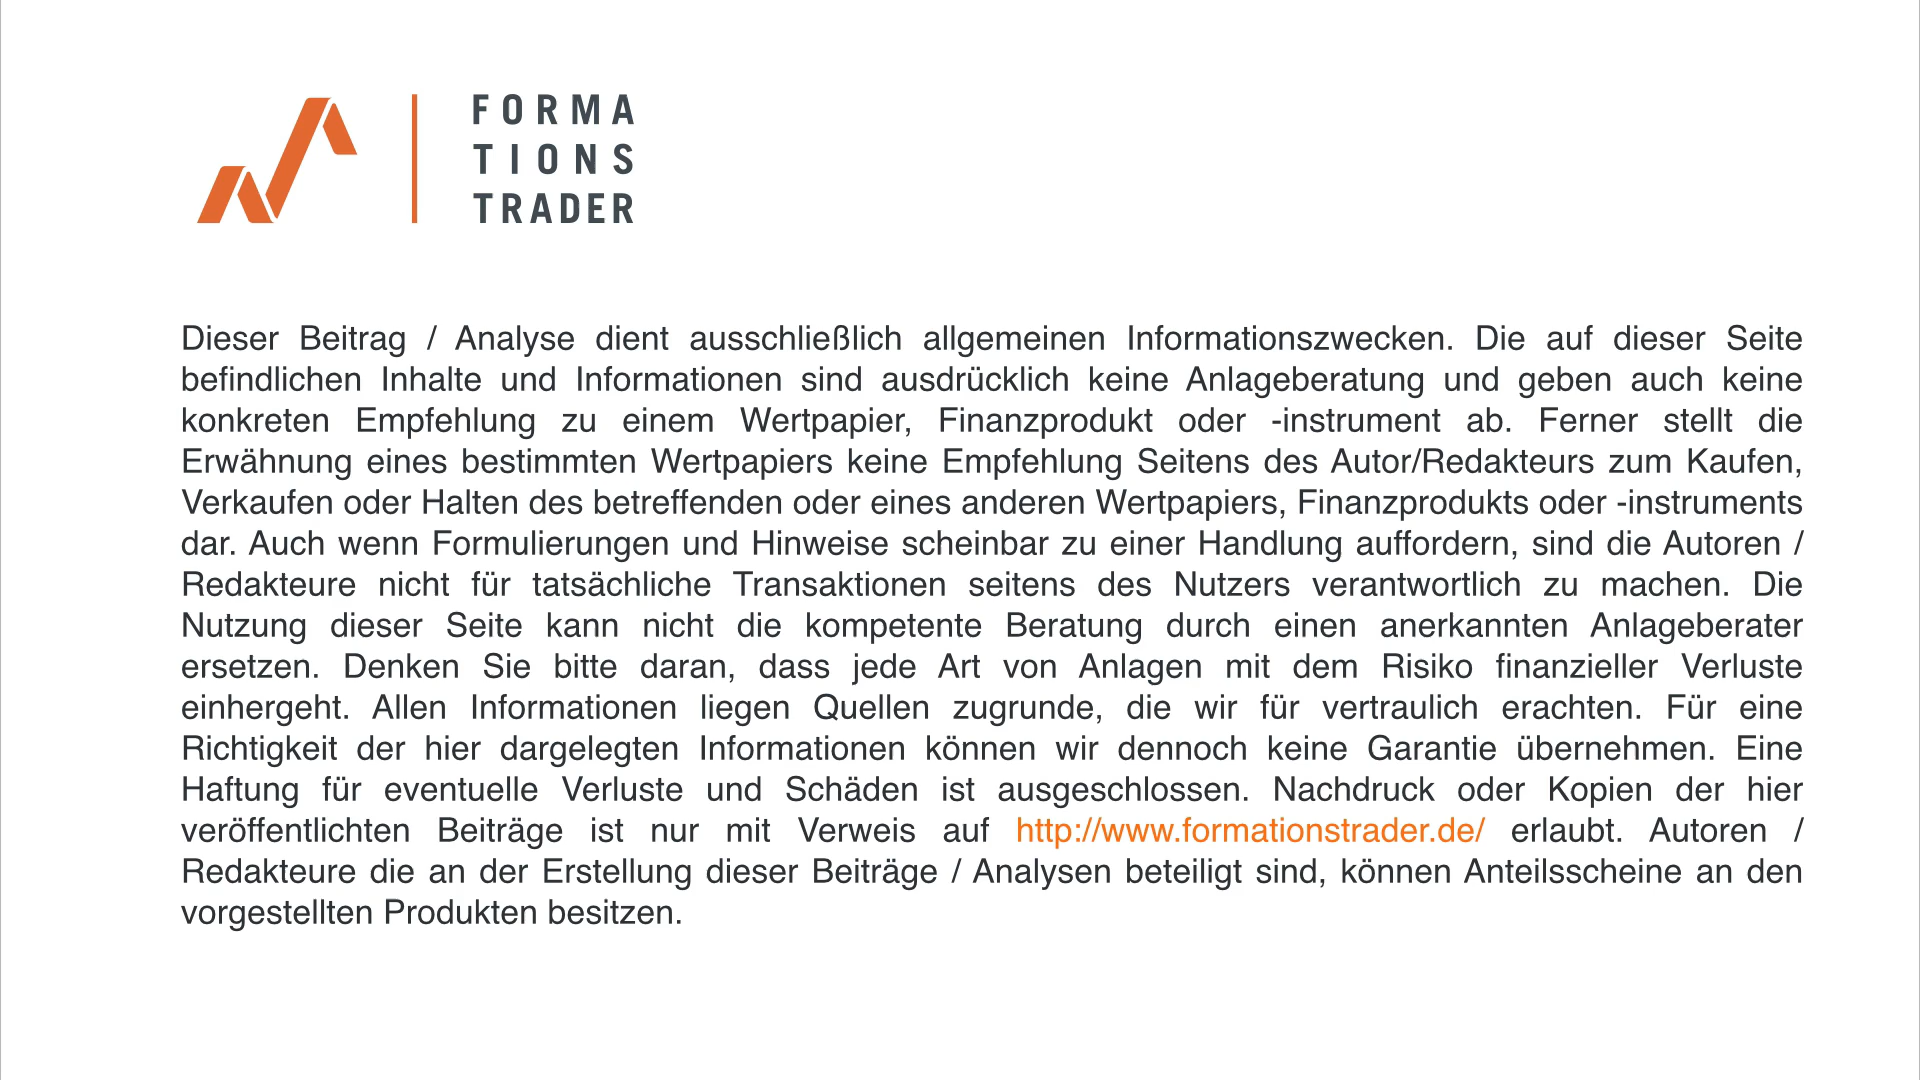 FORMA
TIONS
TRADER
Dieser Beitrag / Analyse dient ausschließlich allgemeinen Informationszwecken. Die auf dieser Seite
befindlichen Inhalte und Informationen sind ausdrücklich keine Anlageberatung und geben auch keine
konkreten Empfehlung zu einem Wertpapier, Finanzprodukt oder -instrument ab. Ferner stellt die
Erwähnung eines bestimmten Wertpapiers keine Empfehlung Seitens des Autor/Redakteurs zum Kaufen,
Verkaufen oder Halten des betreffenden oder eines anderen Wertpapiers, Finanzprodukts oder -instruments
dar. Auch wenn Formulierungen und Hinweise scheinbar zu einer Handlung auffordern, sind die Autoren /
Redakteure nicht für tatsächliche Transaktionen seitens des Nutzers verantwortlich zu machen. Die
Nutzung dieser Seite kann nicht die kompetente Beratung durch einen anerkannten Anlageberater
ersetzen. Denken Sie bitte daran, dass jede Art von Anlagen mit dem Risiko finanzieller Verluste
einhergeht. Allen Informationen liegen Quellen zugrunde, die wir für vertraulich erachten. Für eine
Richtigkeit der hier dargelegten Informationen können wir dennoch keine Garantie übernehmen. Eine
Haftung für eventuelle Verluste und Schäden ist ausgeschlossen. Nachdruck oder Kopien der hier
veröffentlichten Beiträge ist nur mit Verweis auf http://www.formationstrader.de/ erlaubt. Autoren /
Redakteure die an der Erstellung dieser Beiträge / Analysen beteiligt sind, können Anteilsscheine an den
vorgestellten Produkten besitzen.